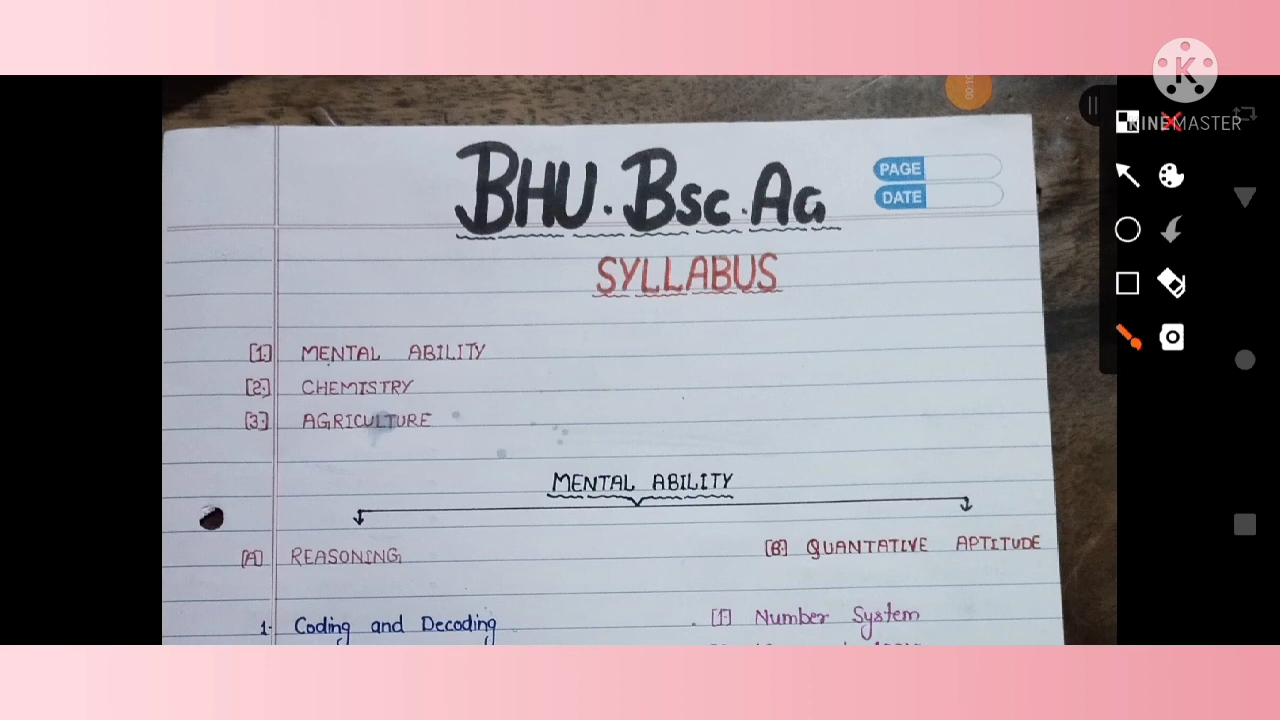 BHU. Bsc. Ag
PAGE
DATE
SYLLABUS
[1.] MENTAL ABILITY
[2.] CHEMISTRY
[3.] AGRICULTURE
MENTAL ABILITY
[A] REASONING
[B] QUANTATIVE APTITUDE
1. Coding and Decoding
[1.] Number System
K
KINEMASTER